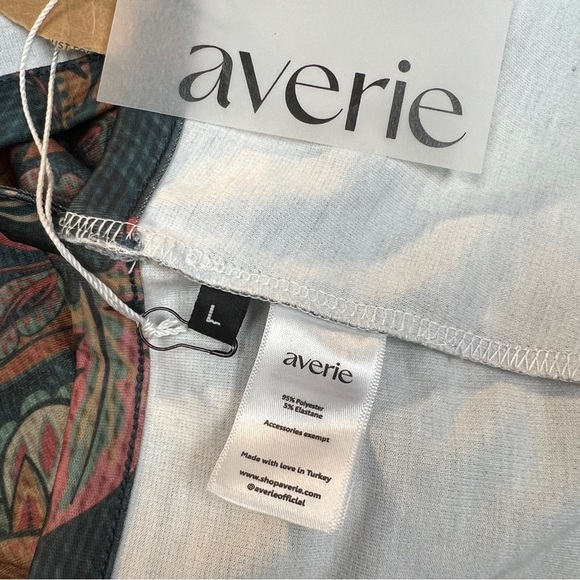 averie
L
averie
95% Polyester
5% Elastane
Accessories exempt
Made with love in Turkey
www.shopaverie.com
@averieofficial